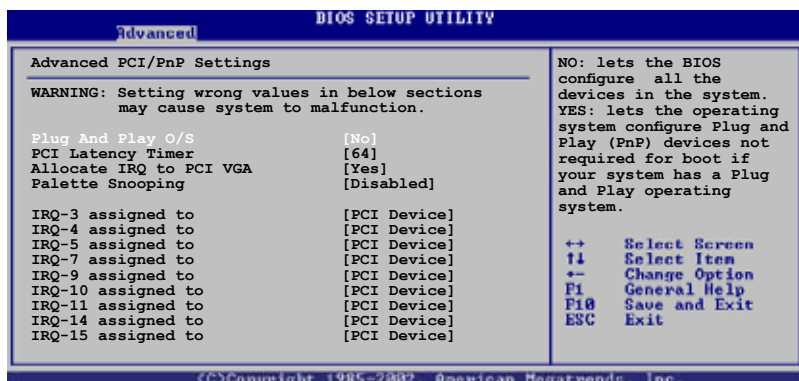 BIOS SETUP UTILITY
Advanced
Advanced PCI/PnP Settings
WARNING: Setting wrong values in below sections
may cause system to malfunction.
Plug And Play O/S [No]
PCI Latency Timer [64]
Allocate IRQ to PCI VGA [Yes]
Palette Snooping [Disabled]
IRQ-3 assigned to [PCI Device]
IRQ-4 assigned to [PCI Device]
IRQ-5 assigned to [PCI Device]
IRQ-7 assigned to [PCI Device]
IRQ-9 assigned to [PCI Device]
IRQ-10 assigned to [PCI Device]
IRQ-11 assigned to [PCI Device]
IRQ-14 assigned to [PCI Device]
IRQ-15 assigned to [PCI Device]
NO: lets the BIOS
configure all the
devices in the system.
YES: lets the operating
system configure Plug and
Play (PnP) devices not
required for boot if
your system has a Plug
and Play operating
system.
↔ Select Screen
↑↓ Select Item
+- Change Option
F1 General Help
F10 Save and Exit
ESC Exit
(C)Copyright 1985-2002, American Megatrends, Inc.